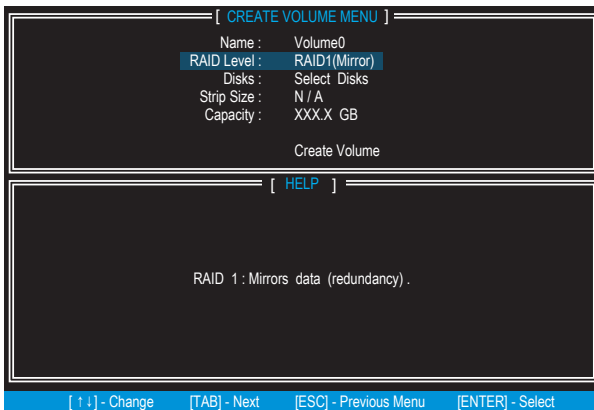 [ CREATE VOLUME MENU ]
Name : Volume0
RAID Level : RAID1(Mirror)
Disks : Select Disks
Strip Size : N / A
Capacity : XXX.X GB
Create Volume
[ HELP ]
RAID 1 : Mirrors data (redundancy) .
[ ↑↓] - Change [TAB] - Next [ESC] - Previous Menu [ENTER] - Select